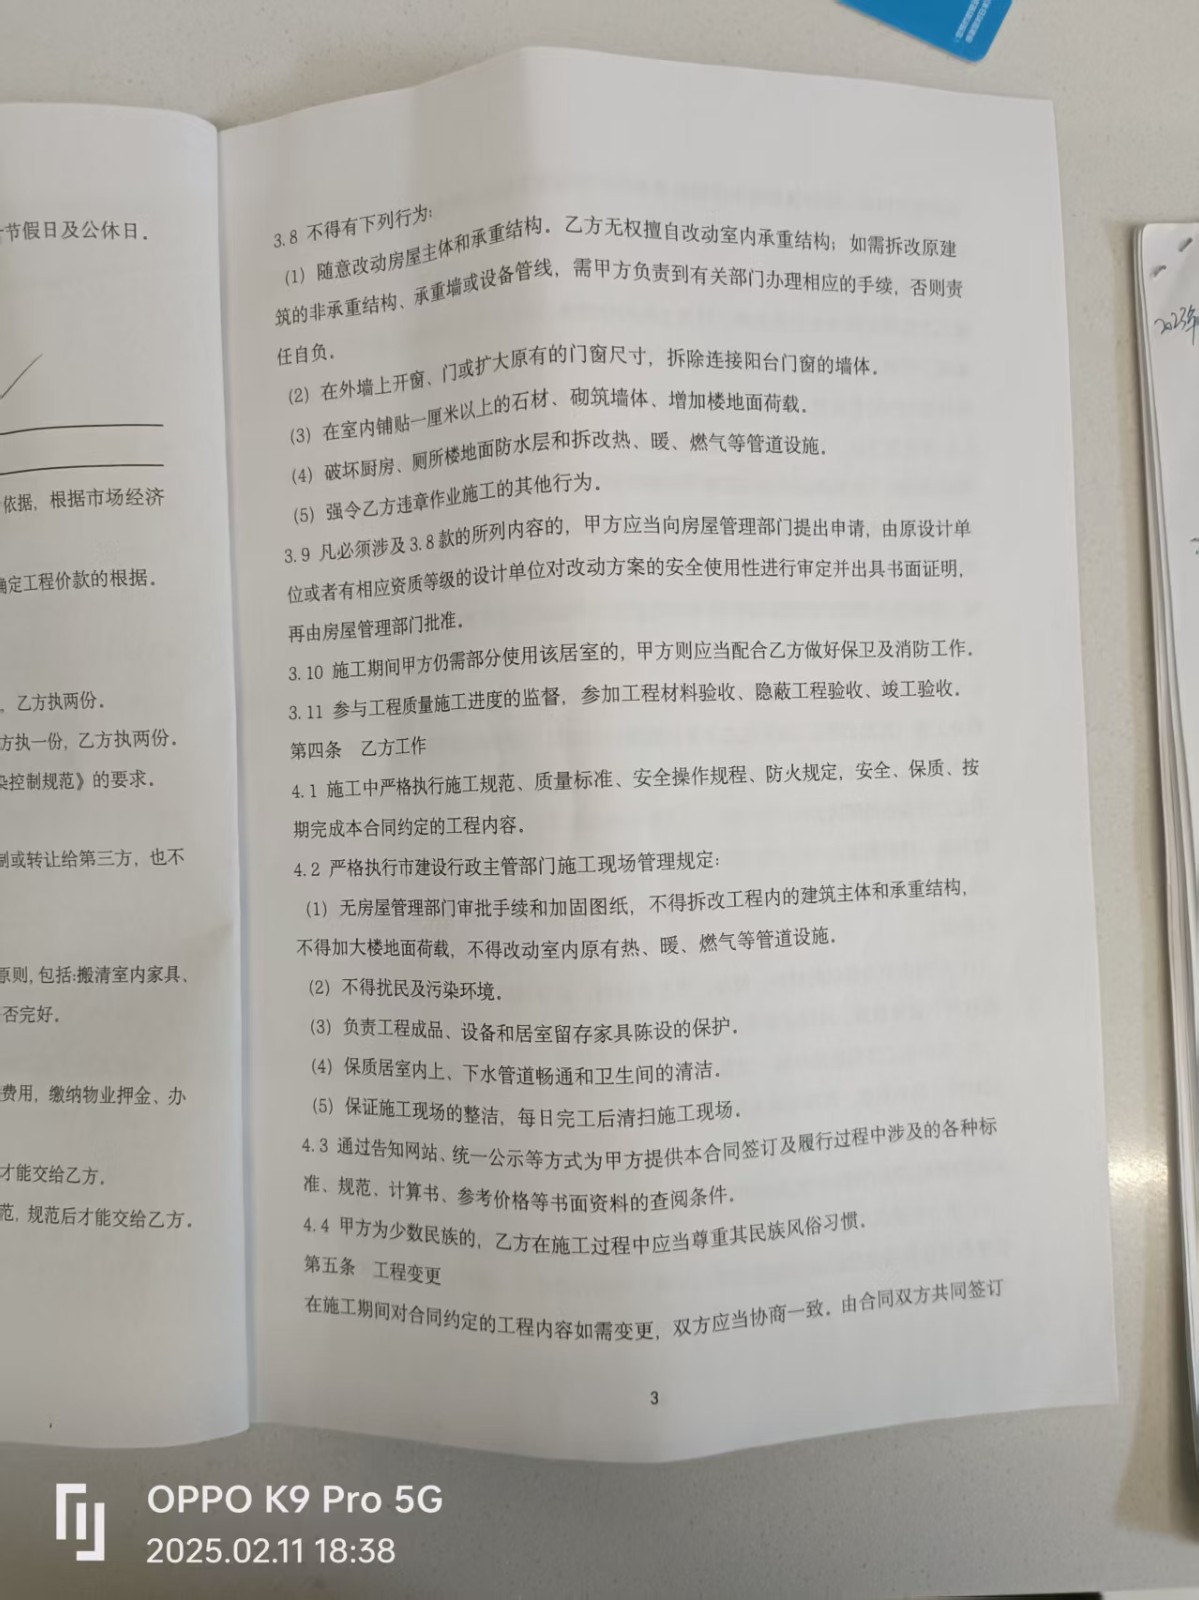 节假日及公休日。
依据，根据市场经济
确定工程价款的根据。
。乙方执两份。
方执一份，乙方执两份。
染控制规范》的要求。
制或转让给第三方，也不
原则，包括:搬清室内家具、
否完好。
费用，缴纳物业押金、办
才能交给乙方。
范，规范后才能交给乙方。
3.8 不得有下列行为:
(1) 随意改动房屋主体和承重结构。乙方无权擅自改动室内承重结构；如需拆改原建
筑的非承重结构、承重墙或设备管线，需甲方负责到有关部门办理相应的手续，否则责
任自负。
(2) 在外墙上开窗、门或扩大原有的门窗尺寸，拆除连接阳台门窗的墙体。
(3) 在室内铺贴一厘米以上的石材、砌筑墙体、增加楼地面荷载。
(4) 破坏厨房、厕所楼地面防水层和拆改热、暖、燃气等管道设施。
(5) 强令乙方违章作业施工的其他行为。
3.9 凡必须涉及3.8款的所列内容的，甲方应当向房屋管理部门提出申请，由原设计单
位或者有相应资质等级的设计单位对改动方案的安全使用性进行审定并出具书面证明，
再由房屋管理部门批准。
3.10 施工期间甲方仍需部分使用该居室的，甲方则应当配合乙方做好保卫及消防工作。
3.11 参与工程质量施工进度的监督，参加工程材料验收、隐蔽工程验收、竣工验收。
第四条 乙方工作
4.1 施工中严格执行施工规范、质量标准、安全操作规程、防火规定，安全、保质、按
期完成本合同约定的工程内容。
4.2 严格执行市建设行政主管部门施工现场管理规定:
(1) 无房屋管理部门审批手续和加固图纸，不得拆改工程内的建筑主体和承重结构，
不得加大楼地面荷载，不得改动室内原有热、暖、燃气等管道设施。
(2) 不得扰民及污染环境。
(3) 负责工程成品、设备和居室留存家具陈设的保护。
(4) 保质居室内上、下水管道畅通和卫生间的清洁。
(5) 保证施工现场的整洁，每日完工后清扫施工现场。
4.3 通过告知网站、统一公示等方式为甲方提供本合同签订及履行过程中涉及的各种标
准、规范、计算书、参考价格等书面资料的查阅条件。
4.4 甲方为少数民族的，乙方在施工过程中应当尊重其民族风俗习惯。
第五条 工程变更
在施工期间对合同约定的工程内容如需变更，双方应当协商一致。由合同双方共同签订
3
2023年
OPPO K9 Pro 5G
2025.02.11 18:38